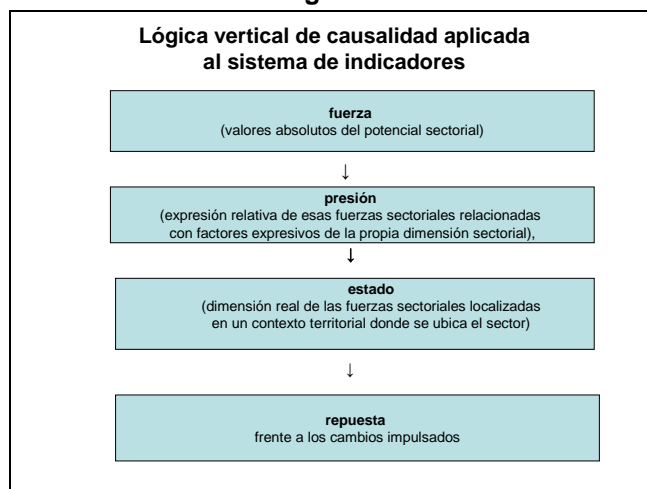 Lógica vertical de causalidad aplicada
al sistema de indicadores
fuerza
(valores absolutos del potencial sectorial)
↓
presión
(expresión relativa de esas fuerzas sectoriales relacionadas
con factores expresivos de la propia dimensión sectorial),
↓
estado
(dimensión real de las fuerzas sectoriales localizadas
en un contexto territorial donde se ubica el sector)
↓
repuesta
frente a los cambios impulsados